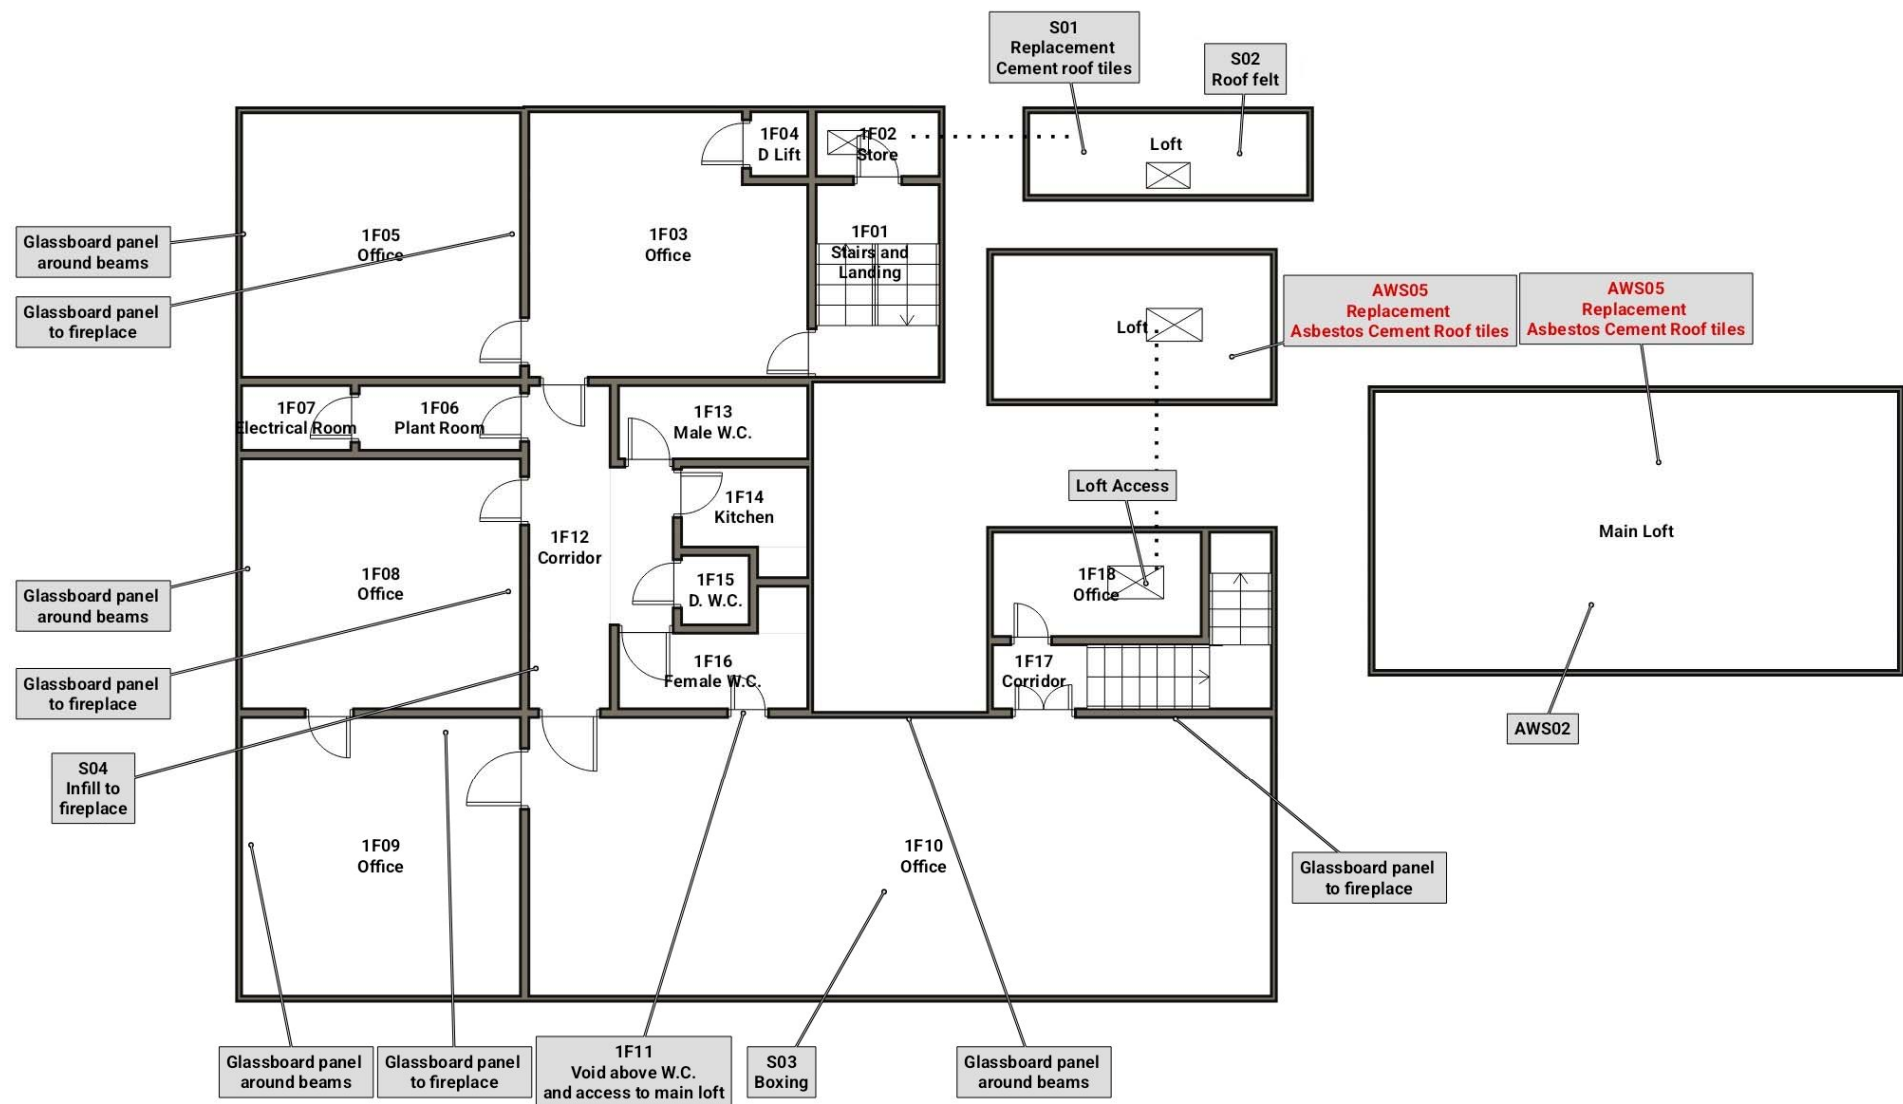 S01
Replacement
Cement roof tiles
S02
Roof felt
1F04
D Lift
1F02
Store
Loft
1F05
Office
1F03
Office
1F01
Stairs and
Landing
Glassboard panel
around beams
Glassboard panel
to fireplace
Loft
AWS05
Replacement
Asbestos Cement Roof tiles
AWS05
Replacement
Asbestos Cement Roof tiles
1F07
Electrical Room
1F06
Plant Room
1F13
Male W.C.
1F14
Kitchen
Loft Access
1F12
Corridor
Main Loft
1F08
Office
1F15
D. W.C.
1F18
Office
Glassboard panel
around beams
1F16
Female W.C.
1F17
Corridor
Glassboard panel
to fireplace
AWS02
S04
Infill to
fireplace
1F09
Office
1F10
Office
Glassboard panel
to fireplace
Glassboard panel
around beams
Glassboard panel
to fireplace
1F11
Void above W.C.
and access to main loft
S03
Boxing
Glassboard panel
around beams